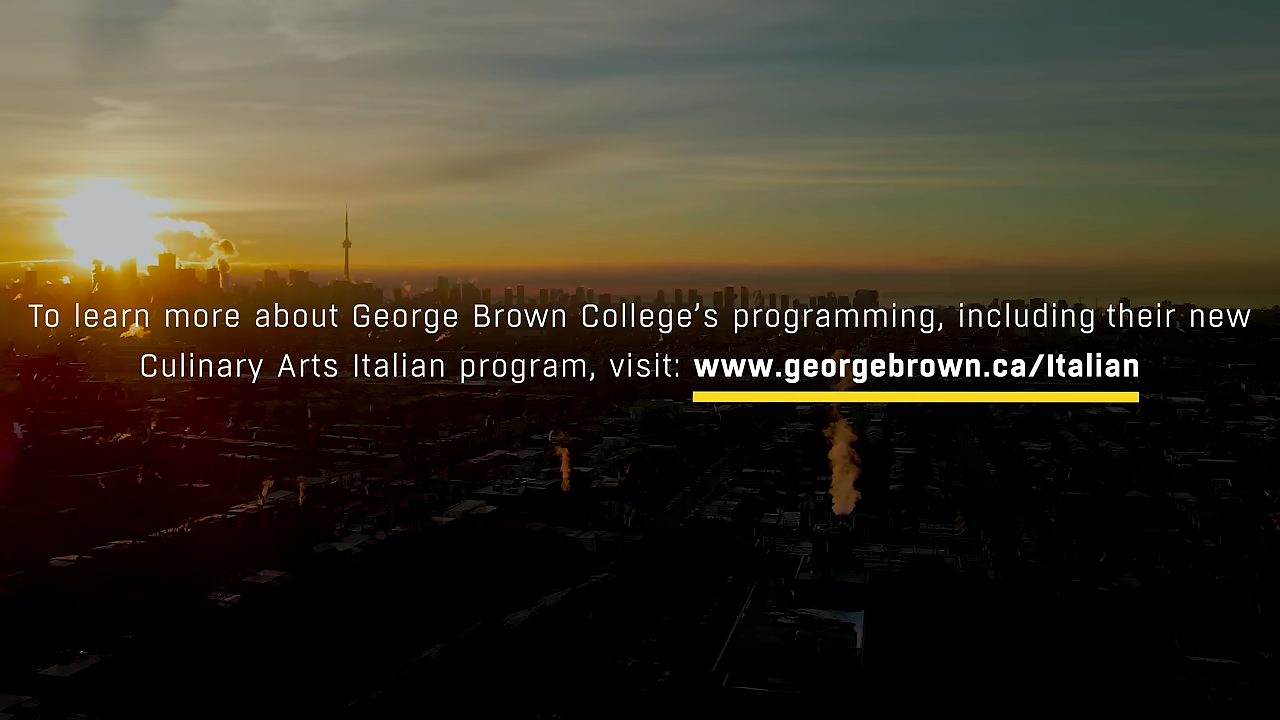 To learn more about George Brown College’s programming, including their new
Culinary Arts Italian program, visit: www.georgebrown.ca/Italian